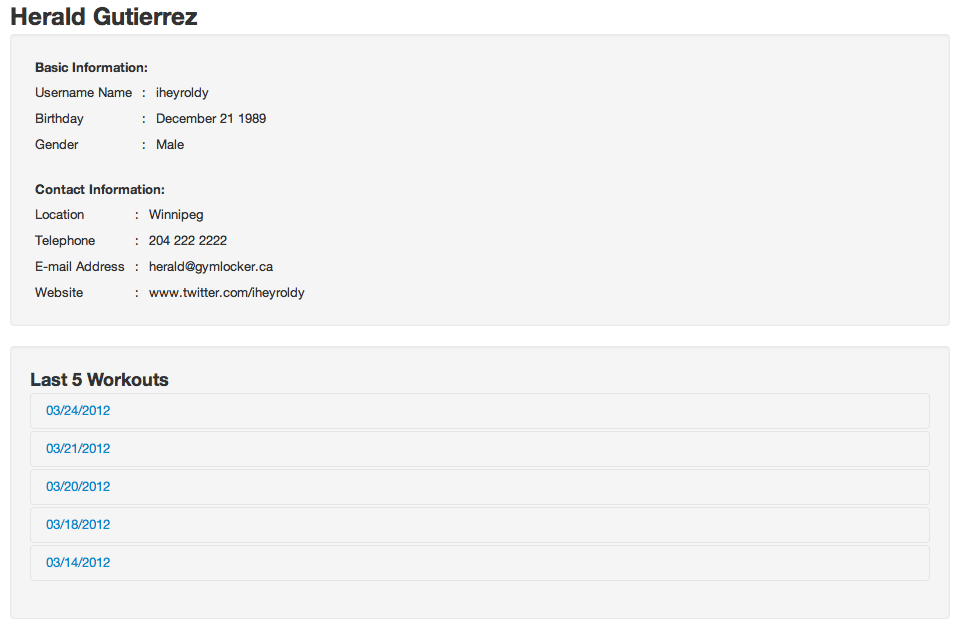 Herald Gutierrez
Basic Information:
Username Name : iheyroldy
Birthday : December 21 1989
Gender : Male
Contact Information:
Location : Winnipeg
Telephone : 204 222 2222
E-mail Address : herald@gymlocker.ca
Website : www.twitter.com/iheyroldy
Last 5 Workouts
03/24/2012
03/21/2012
03/20/2012
03/18/2012
03/14/2012